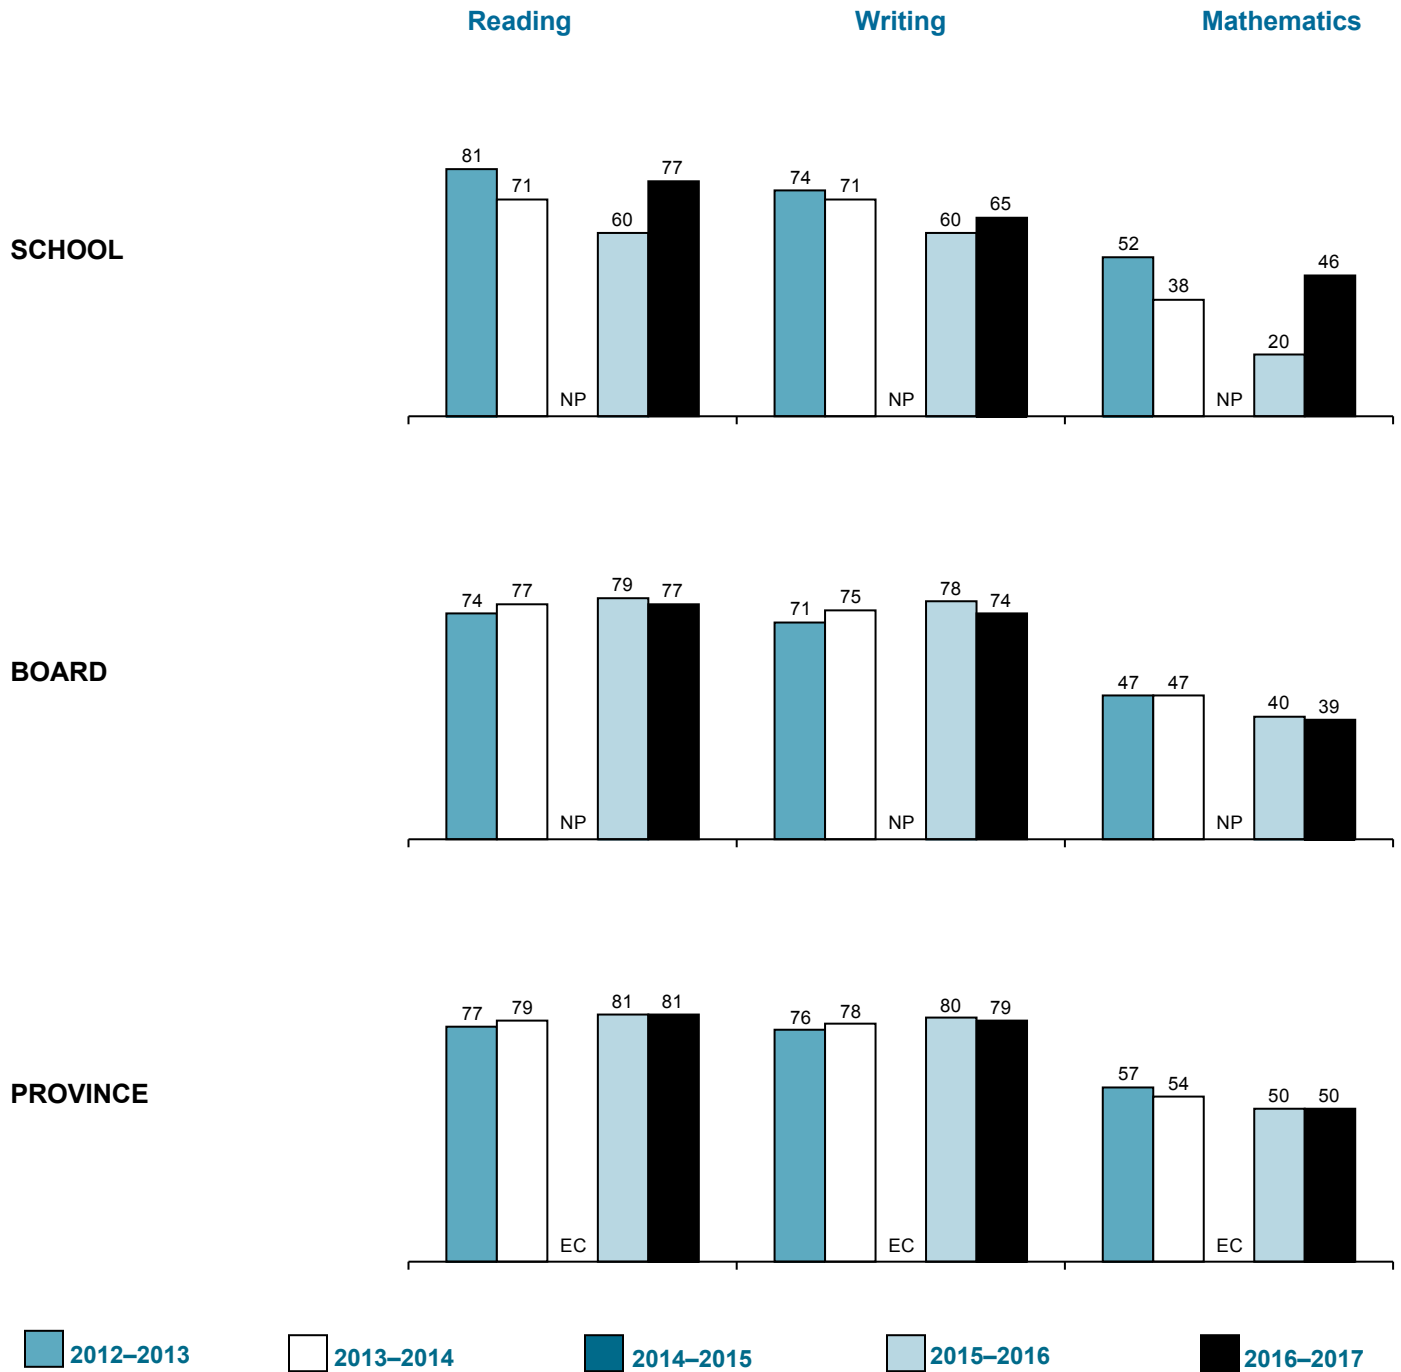 Reading Writing Mathematics
SCHOOL
81 71 NP 60 77 74 71 NP 60 65 52 38 NP 20 46
BOARD
74 77 NP 79 77 71 75 NP 78 74 47 47 NP 40 39
PROVINCE
77 79 EC 81 81 76 78 EC 80 79 57 54 EC 50 50
2012–2013 2013–2014 2014–2015 2015–2016 2016–2017